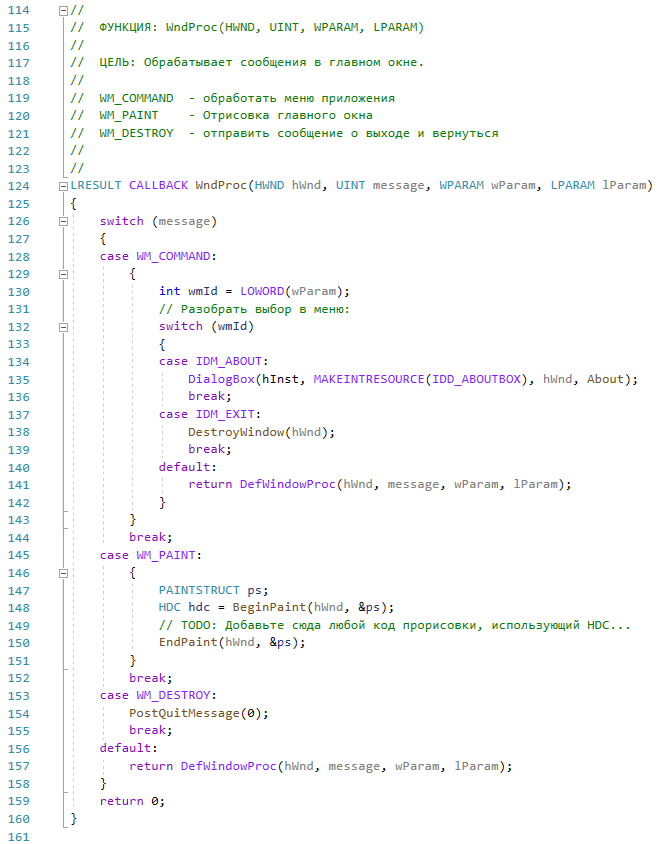 114 //
115 //  ФУНКЦИЯ: WndProc(HWND, UINT, WPARAM, LPARAM)
116 //
117 //  ЦЕЛЬ: Обрабатывает сообщения в главном окне.
118 //
119 //  WM_COMMAND  - обработать меню приложения
120 //  WM_PAINT    - Отрисовка главного окна
121 //  WM_DESTROY  - отправить сообщение о выходе и вернуться
122 //
123 //
124 LRESULT CALLBACK WndProc(HWND hWnd, UINT message, WPARAM wParam, LPARAM lParam)
125 {
126     switch (message)
127     {
128     case WM_COMMAND:
129         {
130             int wmId = LOWORD(wParam);
131             // Разобрать выбор в меню:
132             switch (wmId)
133             {
134             case IDM_ABOUT:
135                 DialogBox(hInst, MAKEINTRESOURCE(IDD_ABOUTBOX), hWnd, About);
136                 break;
137             case IDM_EXIT:
138                 DestroyWindow(hWnd);
139                 break;
140             default:
141                 return DefWindowProc(hWnd, message, wParam, lParam);
142             }
143         }
144         break;
145     case WM_PAINT:
146         {
147             PAINTSTRUCT ps;
148             HDC hdc = BeginPaint(hWnd, &ps);
149             // TODO: Добавьте сюда любой код прорисовки, использующий HDC...
150             EndPaint(hWnd, &ps);
151         }
152         break;
153     case WM_DESTROY:
154         PostQuitMessage(0);
155         break;
156     default:
157         return DefWindowProc(hWnd, message, wParam, lParam);
158     }
159     return 0;
160 }
161